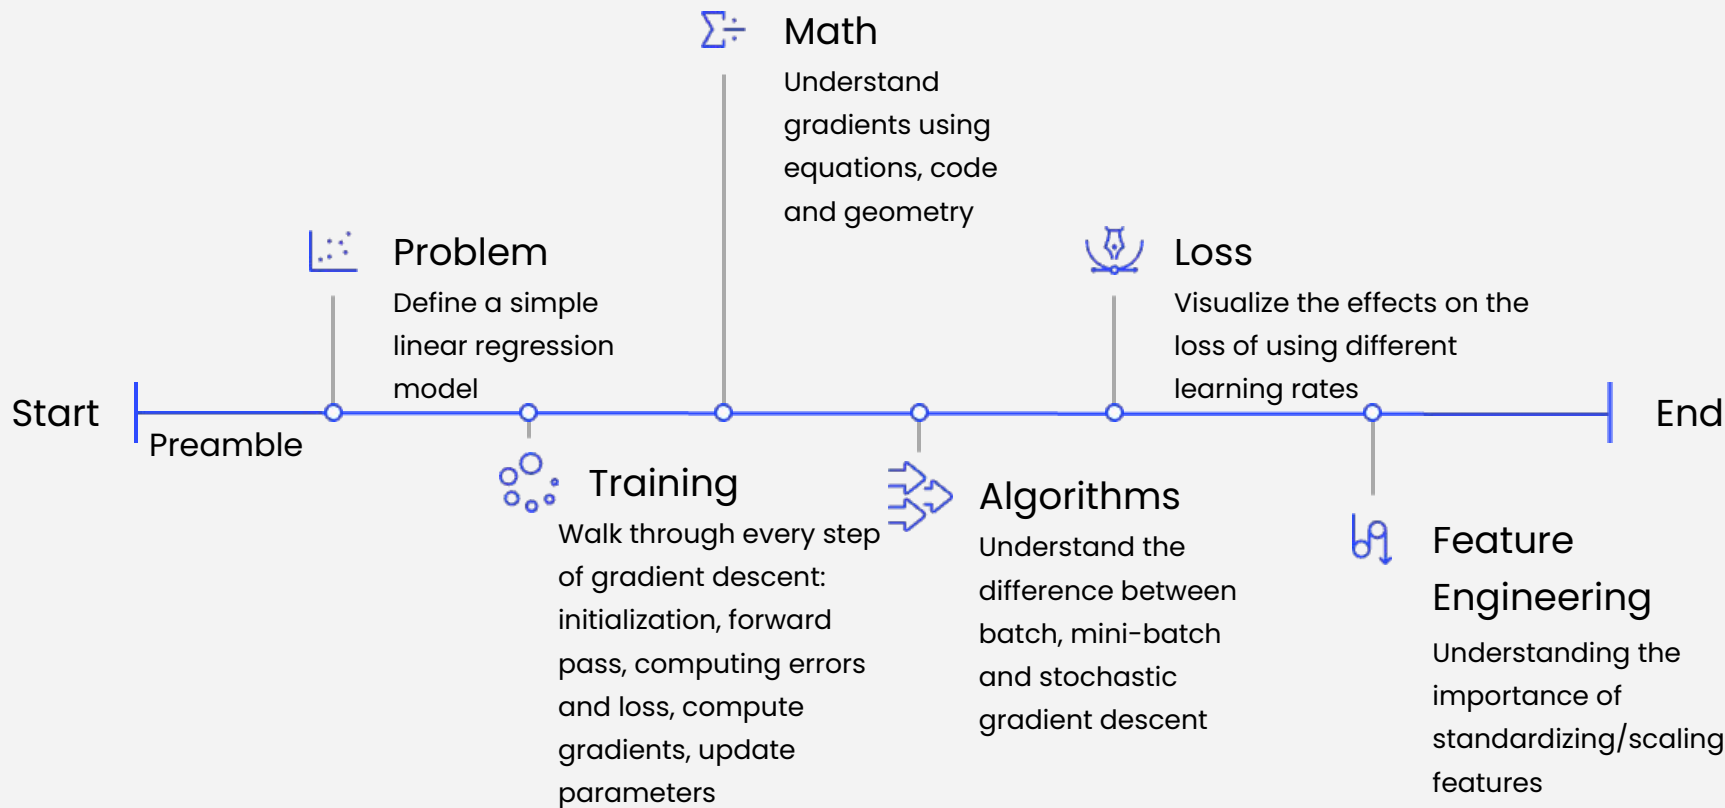 Math
Understand
gradients using
equations, code
and geometry
Problem
Define a simple
linear regression
model
Loss
Visualize the effects on the
loss of using different
learning rates
Start
Preamble
End
Training
Walk through every step
of gradient descent:
initialization, forward
pass, computing errors
and loss, compute
gradients, update
parameters
Algorithms
Understand the
difference between
batch, mini-batch
and stochastic
gradient descent
Feature
Engineering
Understanding the
importance of
standardizing/scaling
features